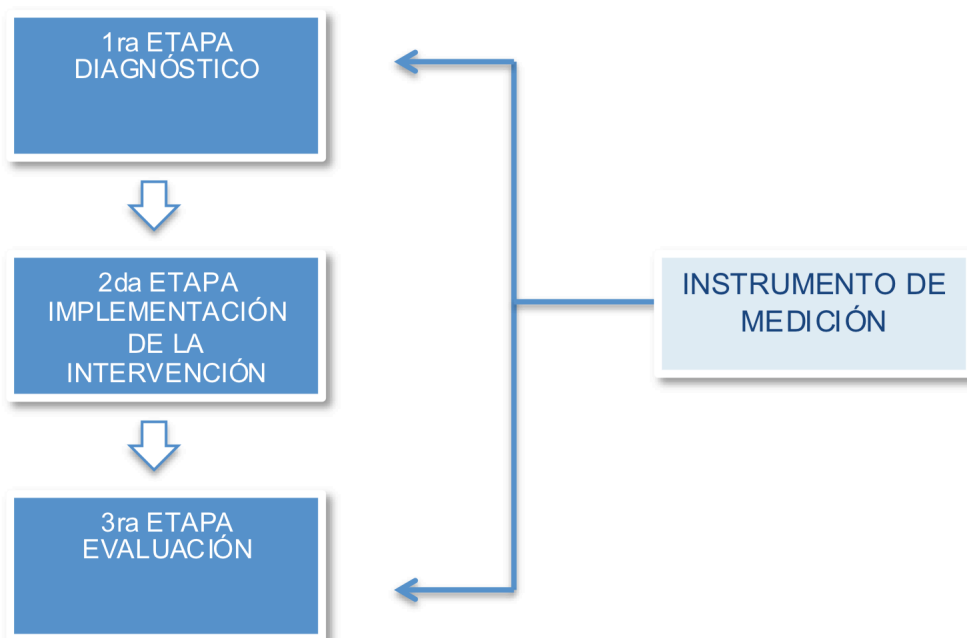 1ra ETAPA
DIAGNÓSTICO
2da ETAPA
IMPLEMENTACIÓN
DE LA
INTERVENCIÓN
3ra ETAPA
EVALUACIÓN
INSTRUMENTO DE
MEDICIÓN